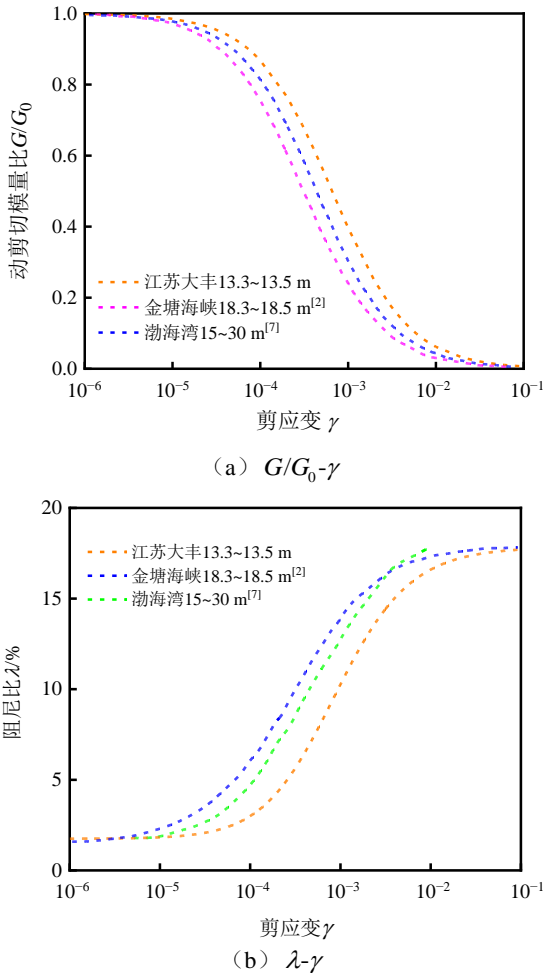 1.0
0.8
0.6
0.4
0.2
0.0
动剪切模量比G/G₀
江苏大丰13.3~13.5 m
金塘海峡18.3~18.5 m[2]
渤海湾15~30 m[7]
10⁻⁶ 10⁻⁵ 10⁻⁴ 10⁻³ 10⁻² 10⁻¹
剪应变 γ
（a） G/G₀-γ
20
15
10
5
0
阻尼比λ/%
江苏大丰13.3~13.5 m
金塘海峡18.3~18.5 m[2]
渤海湾15~30 m[7]
10⁻⁶ 10⁻⁵ 10⁻⁴ 10⁻³ 10⁻² 10⁻¹
剪应变γ
（b） λ-γ